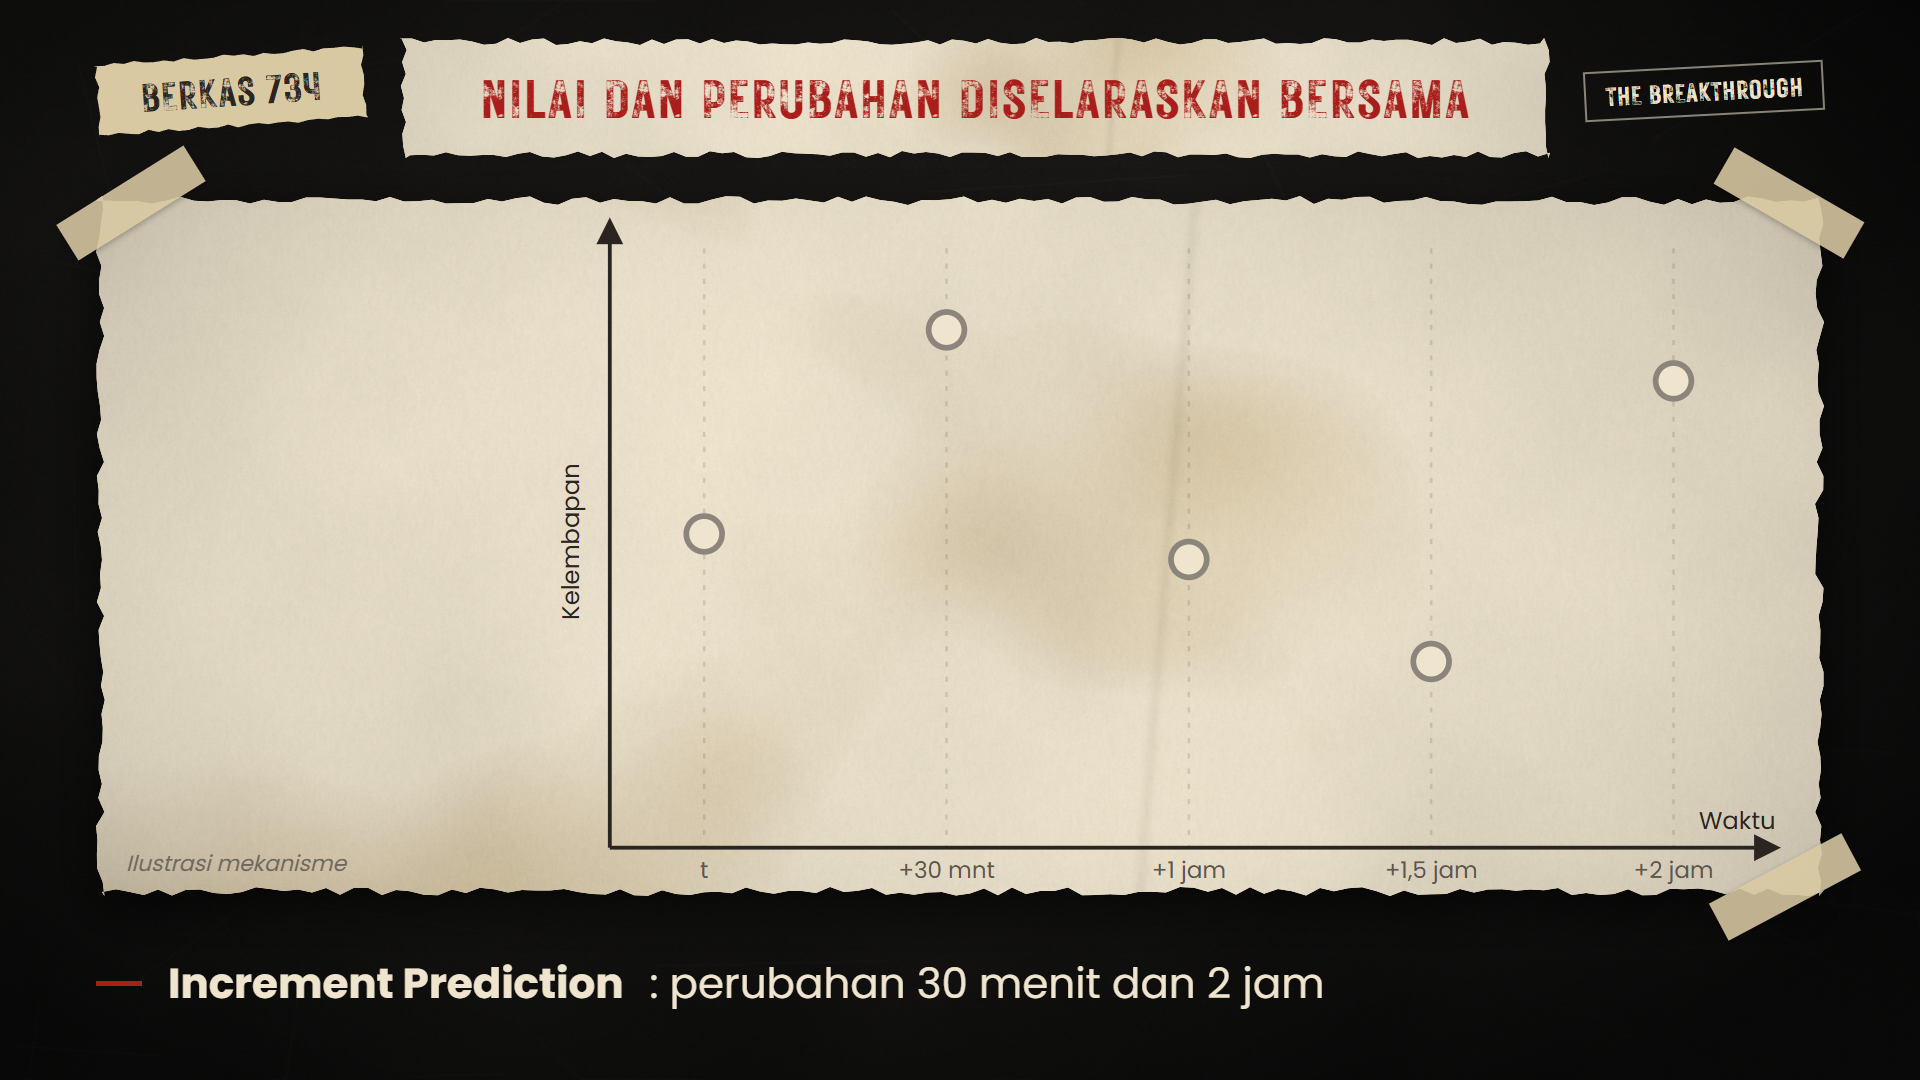 BERKAS 734
NILAI DAN PERUBAHAN DISELARASKAN BERSAMA
THE BREAKTHROUGH
Kelembapan
Waktu
t
+30 mnt
+1 jam
+1,5 jam
+2 jam
Ilustrasi mekanisme
Increment Prediction : perubahan 30 menit dan 2 jam